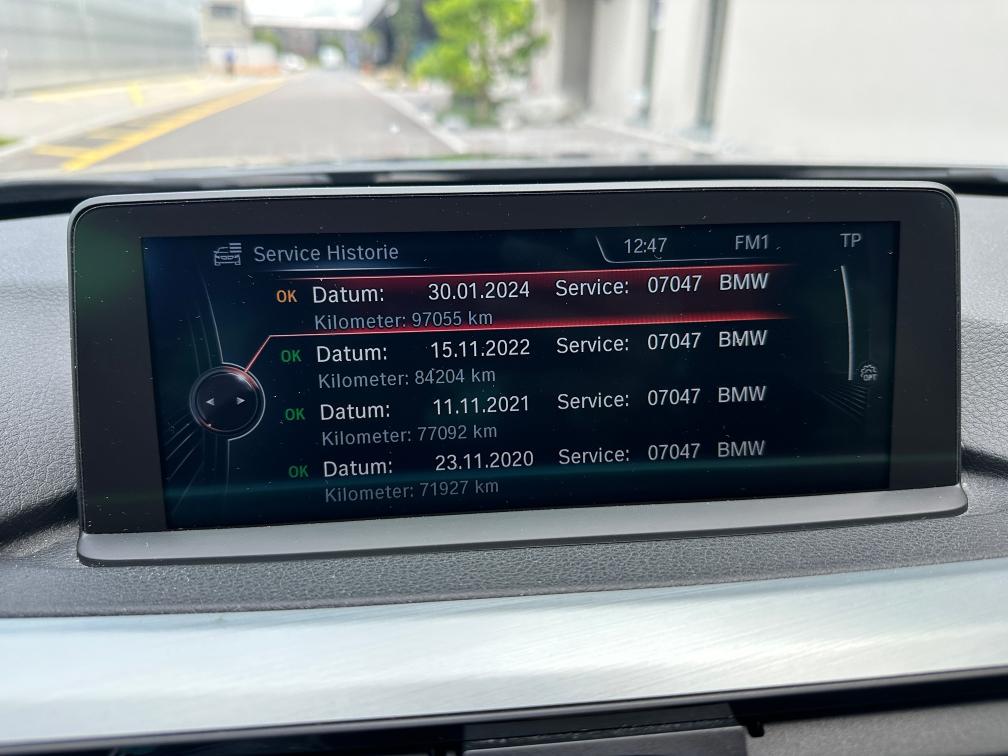 Service Historie 12:47 FM1 TP
OK Datum: 30.01.2024 Service: 07047 BMW
Kilometer: 97055 km
OK Datum: 15.11.2022 Service: 07047 BMW
Kilometer: 84204 km
OPT
OK Datum: 11.11.2021 Service: 07047 BMW
Kilometer: 77092 km
OK Datum: 23.11.2020 Service: 07047 BMW
Kilometer: 71927 km